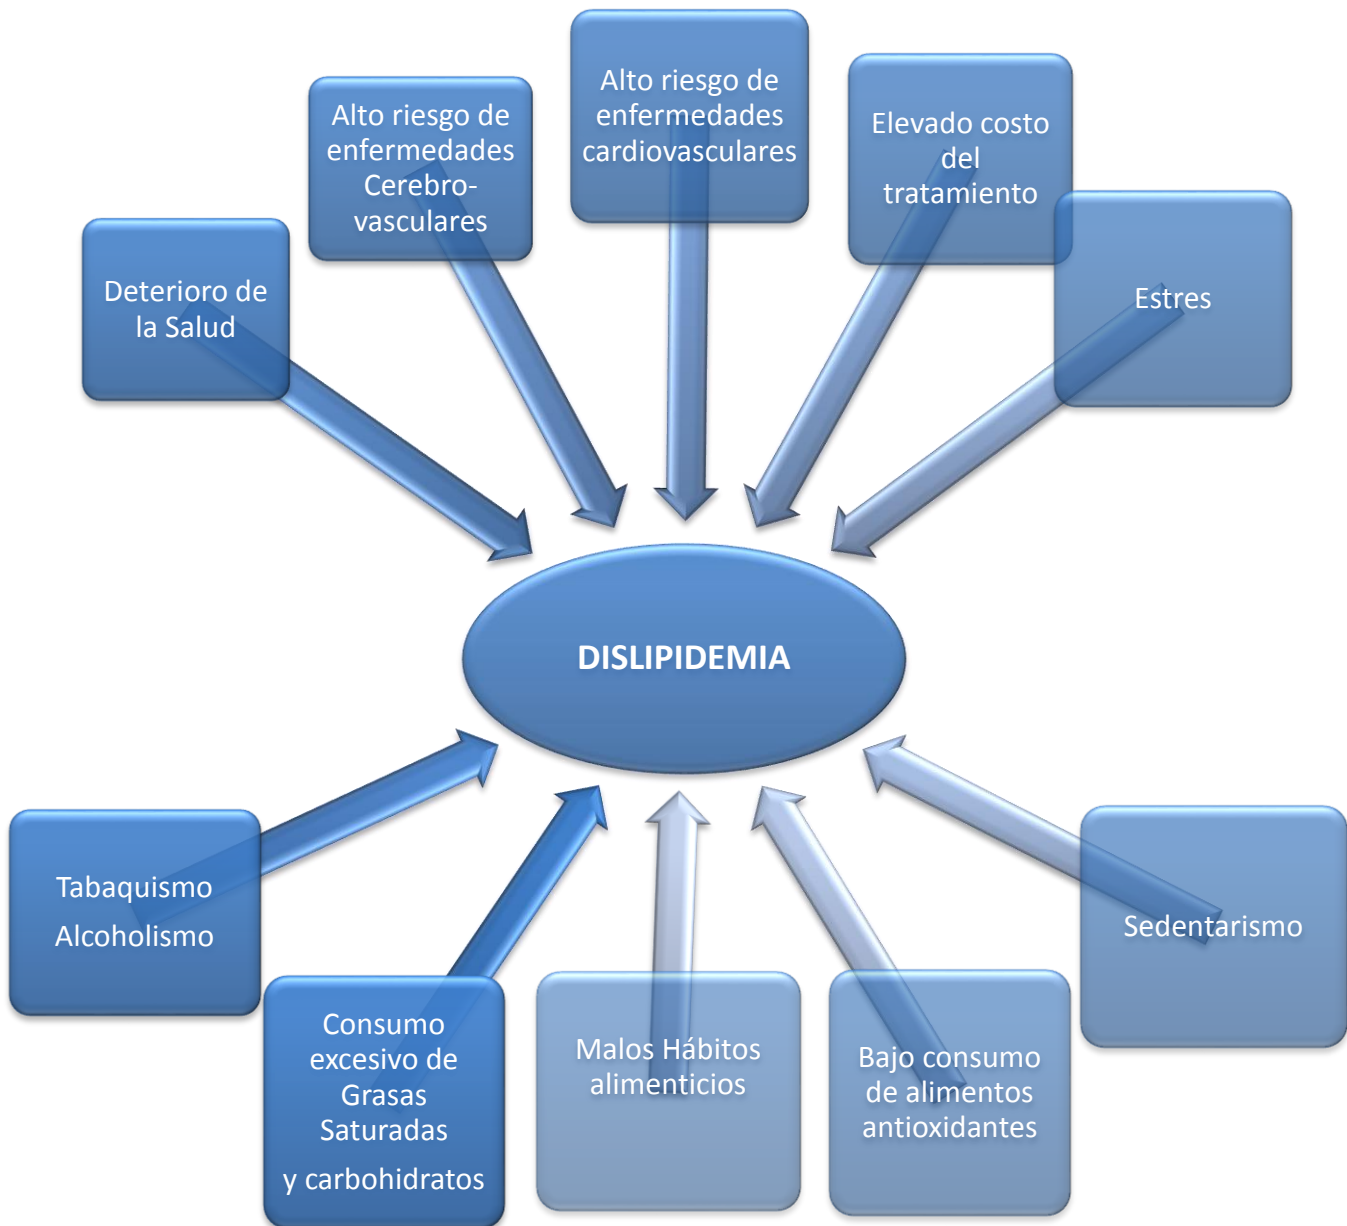 Alto riesgo de
enfermedades
cardiovasculares
Alto riesgo de
enfermedades
Cerebro-
vasculares
Elevado costo
del
tratamiento
Deterioro de
la Salud
Estres
DISLIPIDEMIA
Tabaquismo
Alcoholismo
Sedentarismo
Consumo
excesivo de
Grasas
Saturadas
y carbohidratos
Malos Hábitos
alimenticios
Bajo consumo
de alimentos
antioxidantes